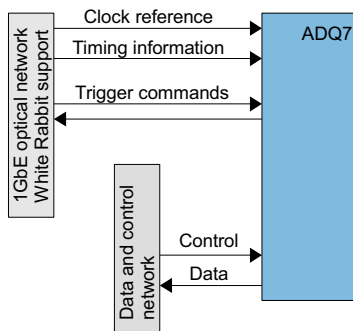 Clock reference
ADQ7
Timing information
Trigger commands
1GbE optical network
White Rabbit support
Control
Data
Data and control
network